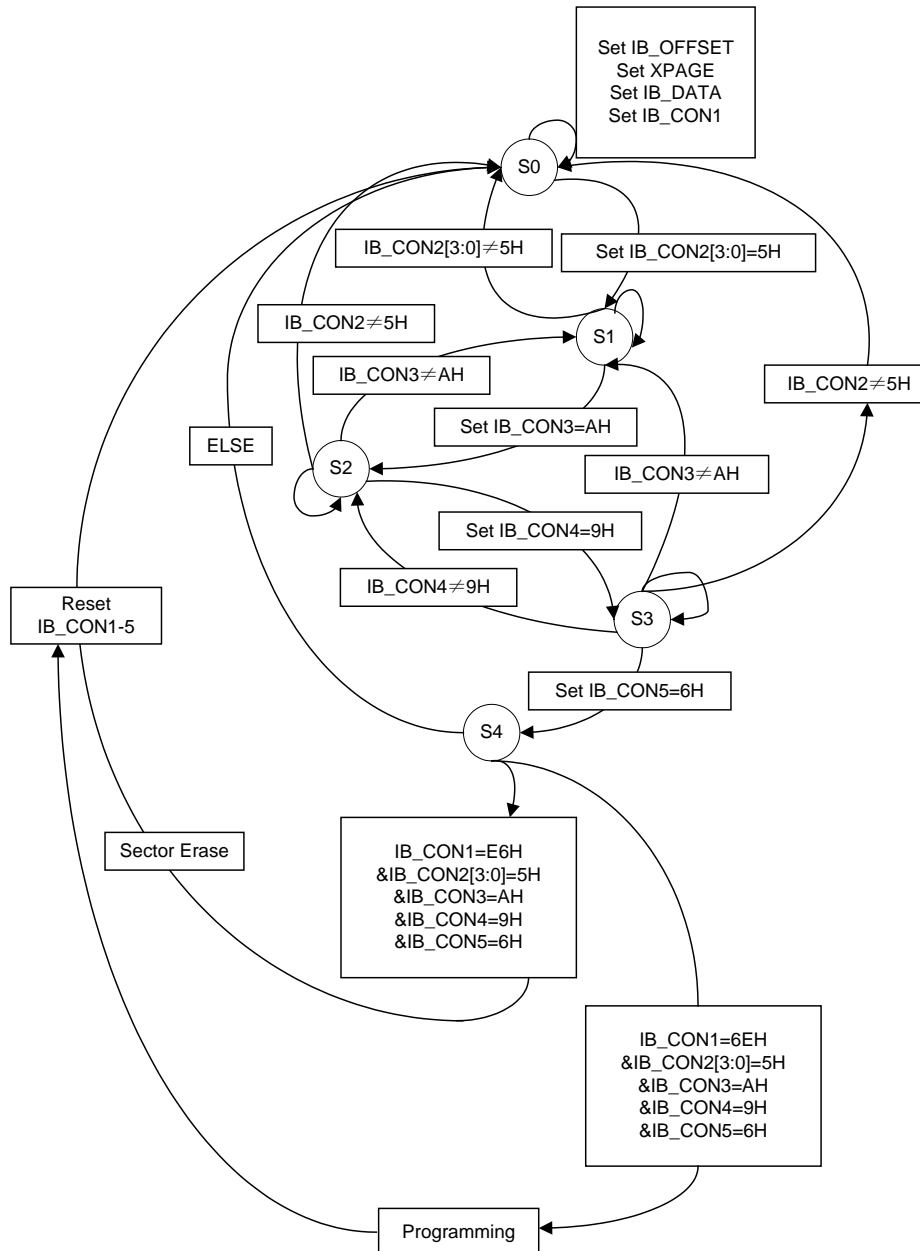 Set IB_OFFSET
Set XPAGE
Set IB_DATA
Set IB_CON1
S0
IB_CON2[3:0]≠5H
Set IB_CON2[3:0]=5H
IB_CON2≠5H
S1
IB_CON3≠AH
IB_CON2≠5H
Set IB_CON3=AH
ELSE
S2
IB_CON3≠AH
Set IB_CON4=9H
IB_CON4≠9H
Reset
IB_CON1-5
S3
Set IB_CON5=6H
S4
Sector Erase
IB_CON1=E6H
&IB_CON2[3:0]=5H
&IB_CON3=AH
&IB_CON4=9H
&IB_CON5=6H
IB_CON1=6EH
&IB_CON2[3:0]=5H
&IB_CON3=AH
&IB_CON4=9H
&IB_CON5=6H
Programming